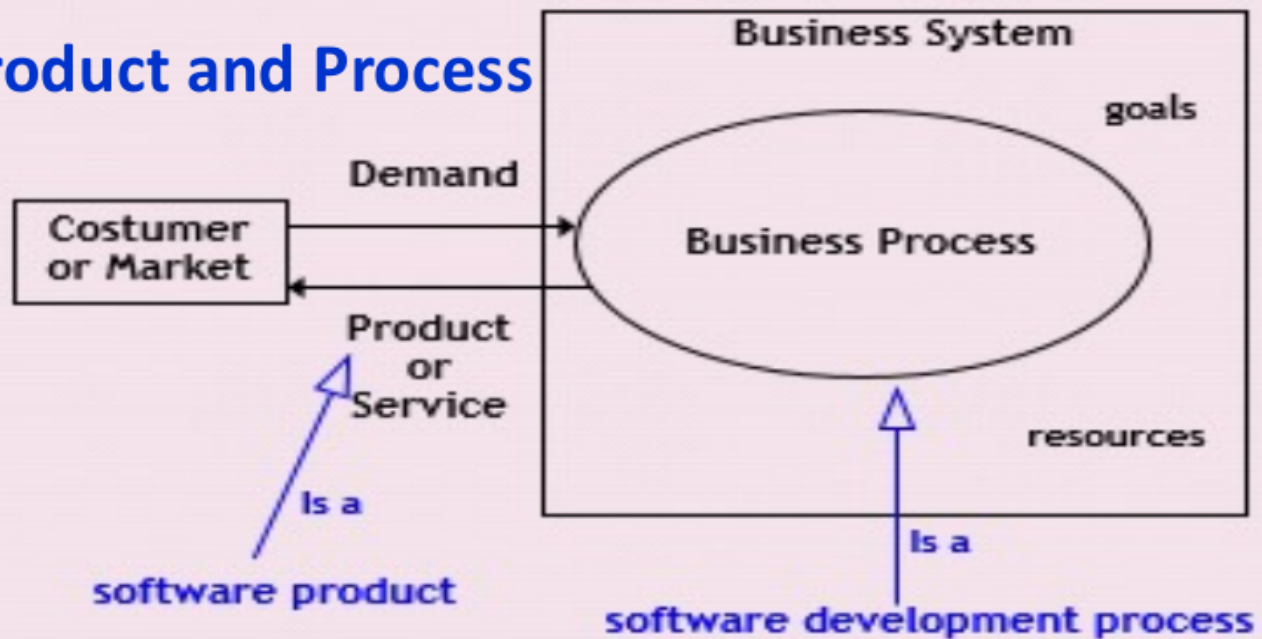 roduct and Process
Business System
goals
Demand
Costumer
or Market
Business Process
Product
or
Service
resources
Is a
Is a
software product
software development process